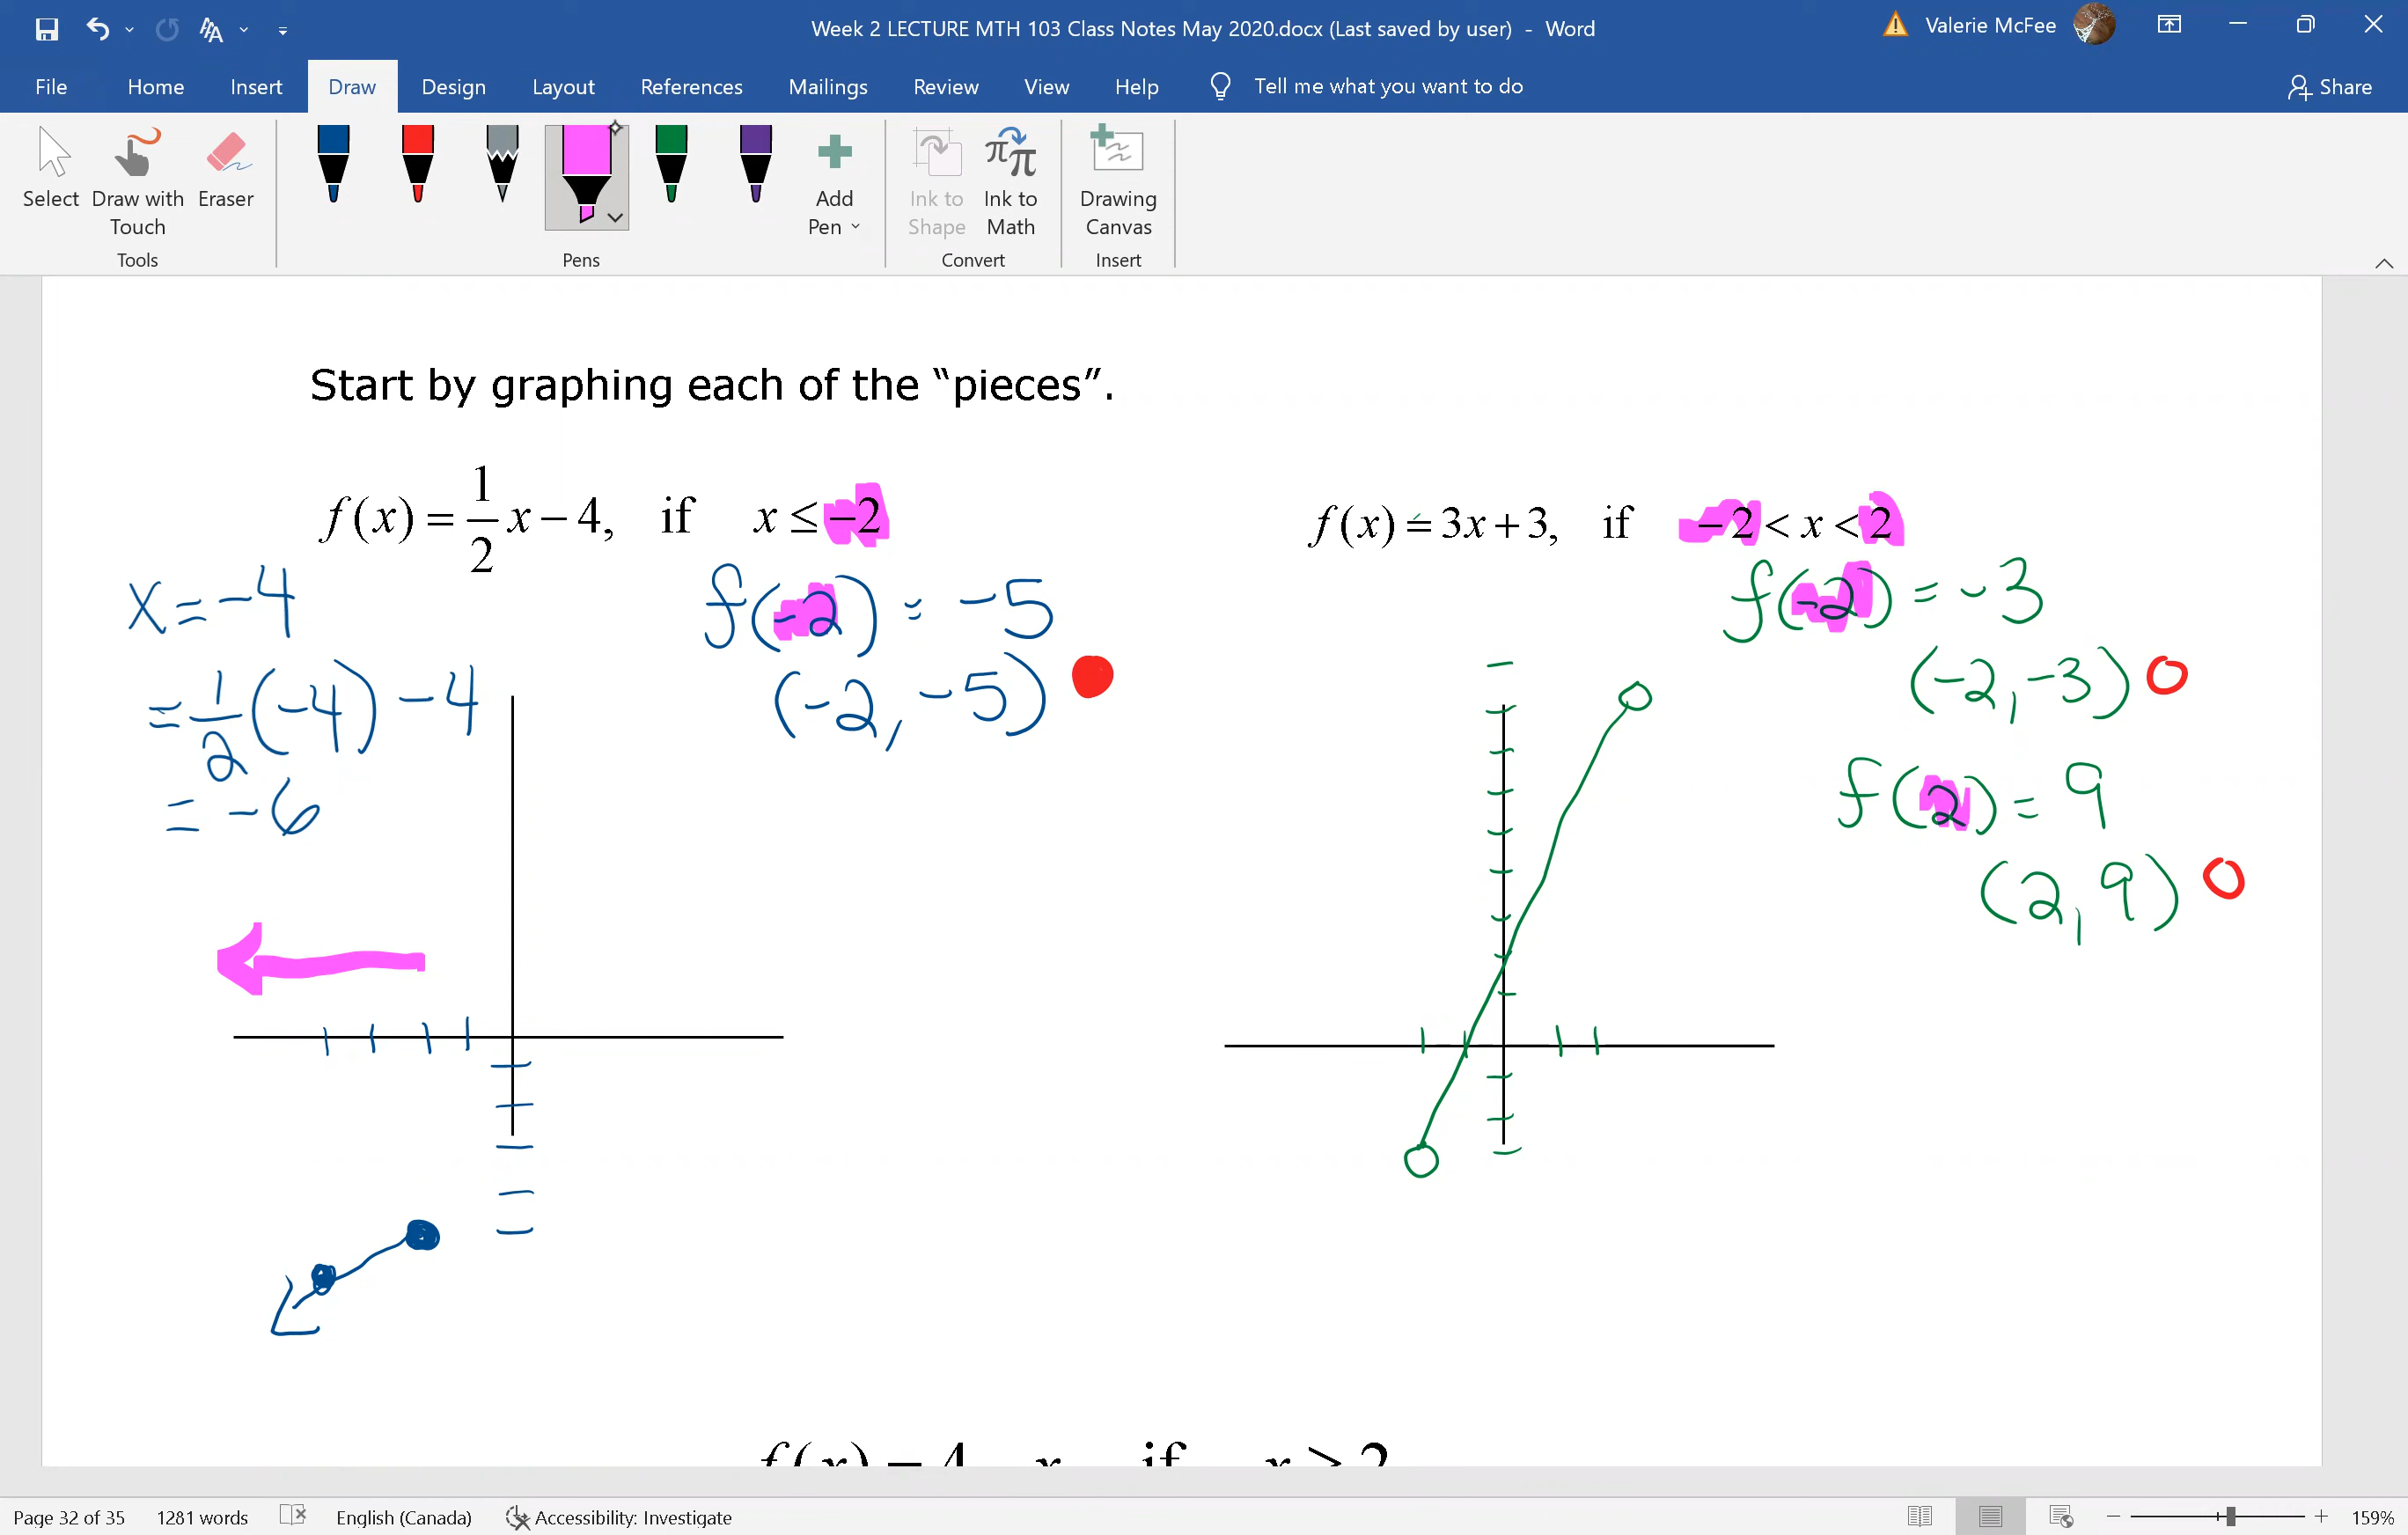 Week 2 LECTURE MTH 103 Class Notes May 2020.docx (Last saved by user) - Word
Valerie McFee
File Home Insert Draw Design Layout References Mailings Review View Help Tell me what you want to do Share
Select
Draw with Touch
Eraser
Add Pen
Ink to Shape
Ink to Math
Drawing Canvas
Tools Pens Convert Insert
Start by graphing each of the “pieces”.
f(x) = 1/2 x − 4, if x ≤ −2
x = -4
= 1/2 (-4) - 4
= -6
f(-2) = -5
(-2, -5)
f(x) = 3x + 3, if −2 < x < 2
f(-2) = -3
(-2, -3)
f(2) = 9
(2, 9)
Page 32 of 35 1281 words English (Canada) Accessibility: Investigate 159%